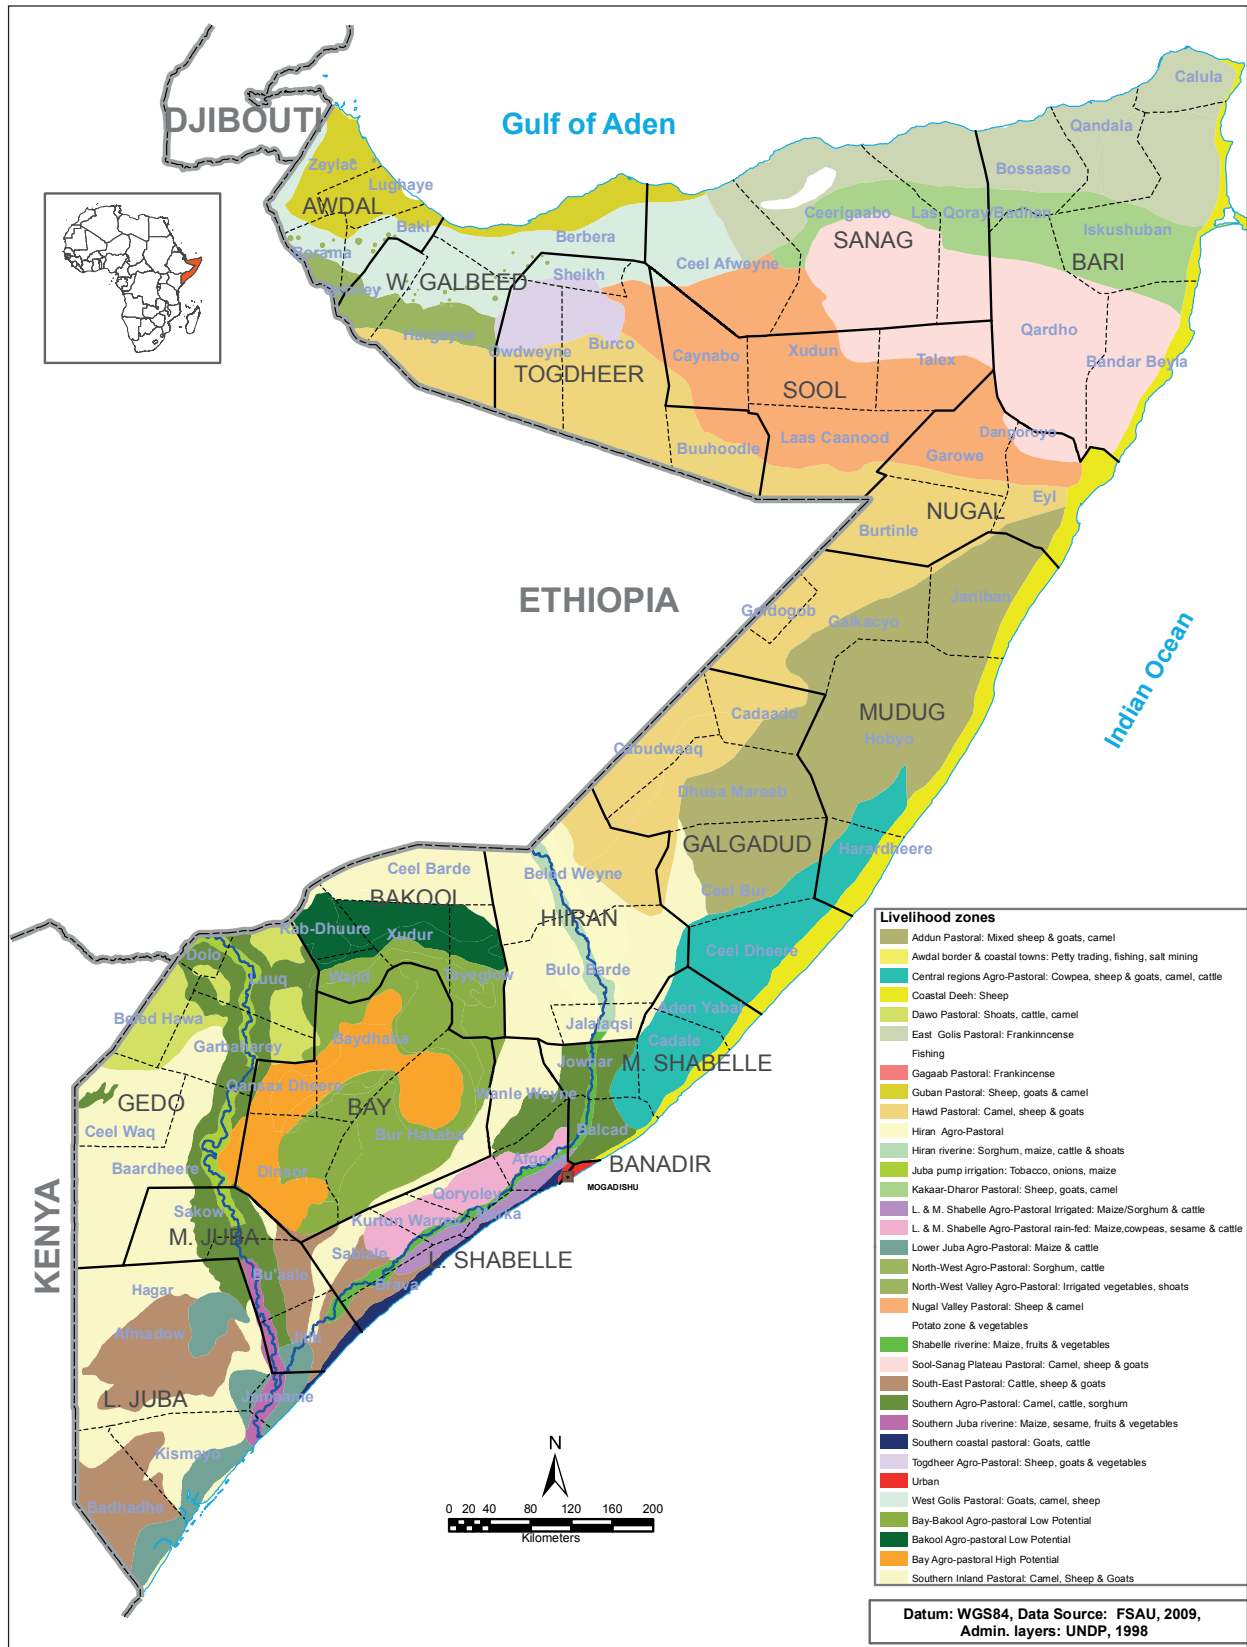 Calula
Qandala
DJIBOUTI
Gulf of Aden
Zeylac
Lughaye
Bossaaso
AWDAL
Ceerigaabo
Las Qoray/Badhan
Baki
Berbera
SANAG
Iskushuban
Borama
Sheikh
Ceel Afweyne
BARI
W. GALBEED
Gabiley
Hargeysa
Owdweyne
Burco
Caynabo
Xudun
Talex
Qardho
Bandar Beyla
TOGDHEER
SOOL
Buuhoodle
Laas Caanood
Dangoroyo
Garowe
Eyl
NUGAL
Burtinle
ETHIOPIA
Goldogob
Galkacyo
Jariiban
Indian Ocean
Cadaado
MUDUG
Hobyo
Cabudwaaq
Dhusa Mareeb
GALGADUD
Harardheere
Ceel Barde
Beled Weyne
Ceel Bur
BAKOOL
HIIRAN
Rab-Dhuure
Xudur
Ceel Dheere
Dolo
Luuq
Wajid
Tayeglow
Bulo Barde
Aden Yabal
Beled Hawa
Jalalaqsi
Garbaharey
Baydhaba
Cadale
Jowhar
M. SHABELLE
Qansax Dheere
Wanle Weyne
GEDO
BAY
Ceel Waq
Bur Hakaba
Balcad
Baardheere
Dinsor
Afgoye
BANADIR
MOGADISHU
Qoryoley
Sakow
Kurtun Warrey
Marka
M. JUBA
Sablale
L. SHABELLE
KENYA
Bu'aale
Brava
Hagar
Afmadow
Jilib
L. JUBA
Jamaame
Kismayo
Badhadhe
N
0 20 40 80 120 160 200
Kilometers
Livelihood zones
Addun Pastoral: Mixed sheep & goats, camel
Awdal border & coastal towns: Petty trading, fishing, salt mining
Central regions Agro-Pastoral: Cowpea, sheep & goats, camel, cattle
Coastal Deeh: Sheep
Dawo Pastoral: Shoats, cattle, camel
East Golis Pastoral: Frankinncense
Fishing
Gagaab Pastoral: Frankincense
Guban Pastoral: Sheep, goats & camel
Hawd Pastoral: Camel, sheep & goats
Hiran Agro-Pastoral
Hiran riverine: Sorghum, maize, cattle & shoats
Juba pump irrigation: Tobacco, onions, maize
Kakaar-Dharor Pastoral: Sheep, goats, camel
L. & M. Shabelle Agro-Pastoral Irrigated: Maize/Sorghum & cattle
L. & M. Shabelle Agro-Pastoral rain-fed: Maize,cowpeas, sesame & cattle
Lower Juba Agro-Pastoral: Maize & cattle
North-West Agro-Pastoral: Sorghum, cattle
North-West Valley Agro-Pastoral: Irrigated vegetables, shoats
Nugal Valley Pastoral: Sheep & camel
Potato zone & vegetables
Shabelle riverine: Maize, fruits & vegetables
Sool-Sanag Plateau Pastoral: Camel, sheep & goats
South-East Pastoral: Cattle, sheep & goats
Southern Agro-Pastoral: Camel, cattle, sorghum
Southern Juba riverine: Maize, sesame, fruits & vegetables
Southern coastal pastoral: Goats, cattle
Togdheer Agro-Pastoral: Sheep, goats & vegetables
Urban
West Golis Pastoral: Goats, camel, sheep
Bay-Bakool Agro-pastoral Low Potential
Bakool Agro-pastoral Low Potential
Bay Agro-pastoral High Potential
Southern Inland Pastoral: Camel, Sheep & Goats
Datum: WGS84, Data Source: FSAU, 2009,
Admin. layers: UNDP, 1998